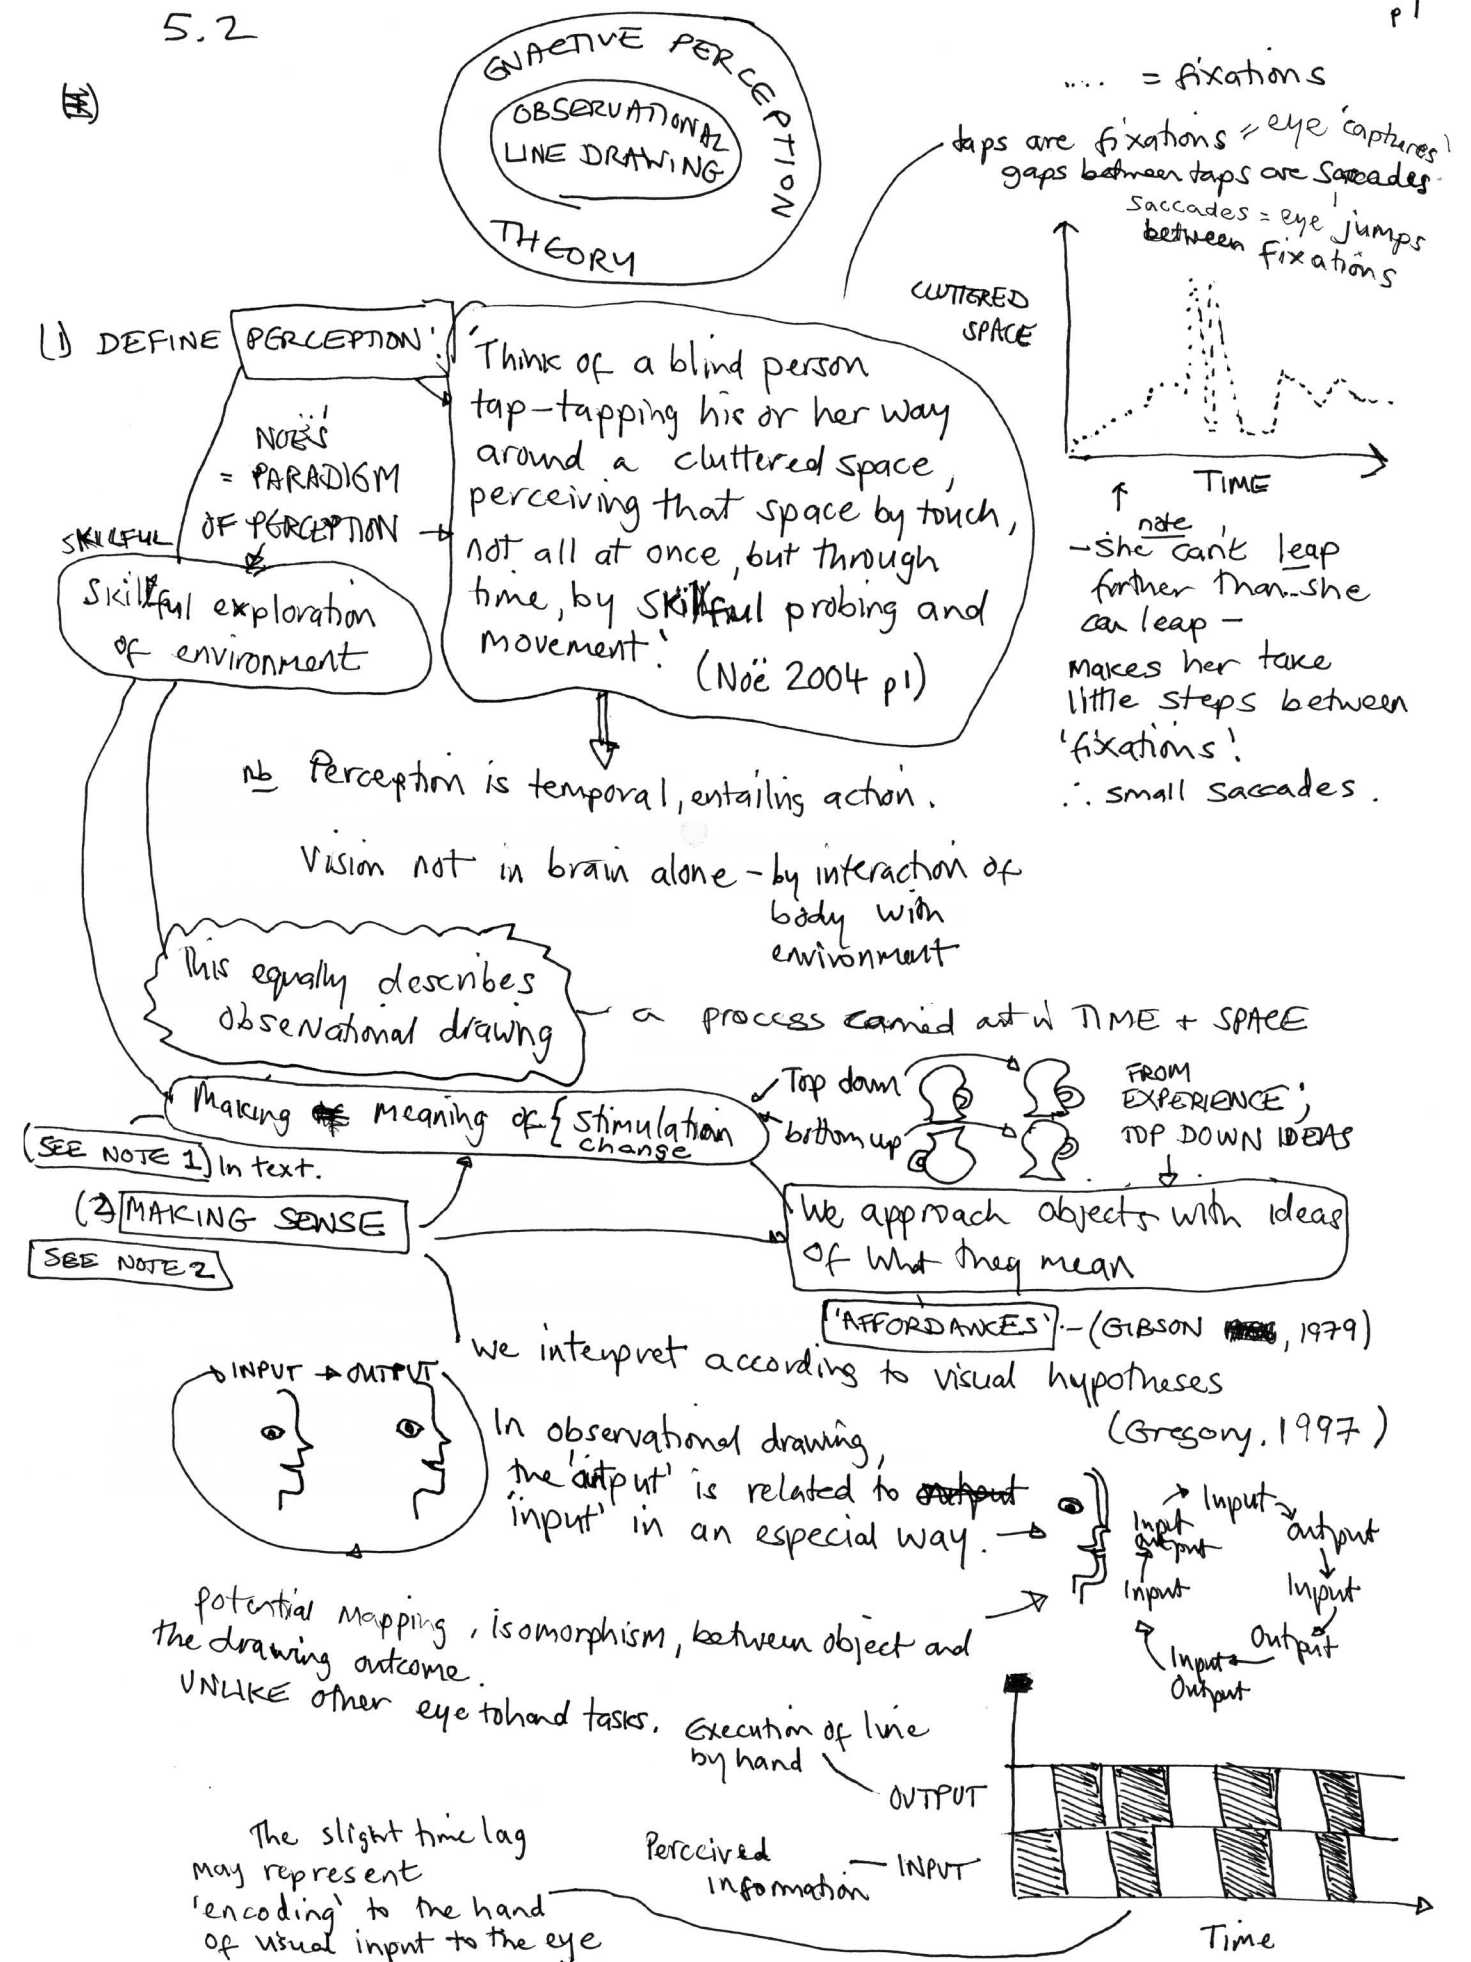 5.2
p1
ENACTIVE PERCEPTION
THEORY
OBSERVATIONAL
LINE DRAWING
.... = fixations
taps are fixations = eye 'captures'
gaps between taps are saccades
saccades = eye 'jumps
between fixations
CLUTTERED
SPACE
TIME
(1) DEFINE PERCEPTION:
NOË'S
= PARADIGM
OF PERCEPTION
SKILFUL
Skillful exploration
of environment
'Think of a blind person
tap-tapping his or her way
around a cluttered space,
perceiving that space by touch,
not all at once, but through
time, by skillful probing and
movement.'
(Noë 2004 p1)
note
- She can't leap
further than she
can leap -
makes her take
little steps between
'fixations'.
∴ small saccades.
nb Perception is temporal, entailing action.
Vision not in brain alone - by interaction of
body with
environment
This equally describes
observational drawing
a process carried out in TIME + SPACE
Making meaning of { stimulation
change
Top down
bottom up
FROM
EXPERIENCE;
TOP DOWN IDEAS
(SEE NOTE 1) In text.
(2) MAKING SENSE
SEE NOTE 2
We approach objects with ideas
of what they mean
'AFFORDANCES' - (GIBSON , 1979)
We interpret according to visual hypotheses
(Gregory, 1997)
INPUT → OUTPUT
In observational drawing,
the 'output' is related to output
'input' in an especial way.
Input
Output
Input
Output
Input
Output
Input
Input
Output
Potential Mapping, isomorphism, between object and
the drawing outcome.
UNLIKE other eye to hand tasks.
Execution of line
by hand
OUTPUT
Perceived
Information
INPUT
Time
The slight time lag
may represent
'encoding' to the hand
of visual input to the eye